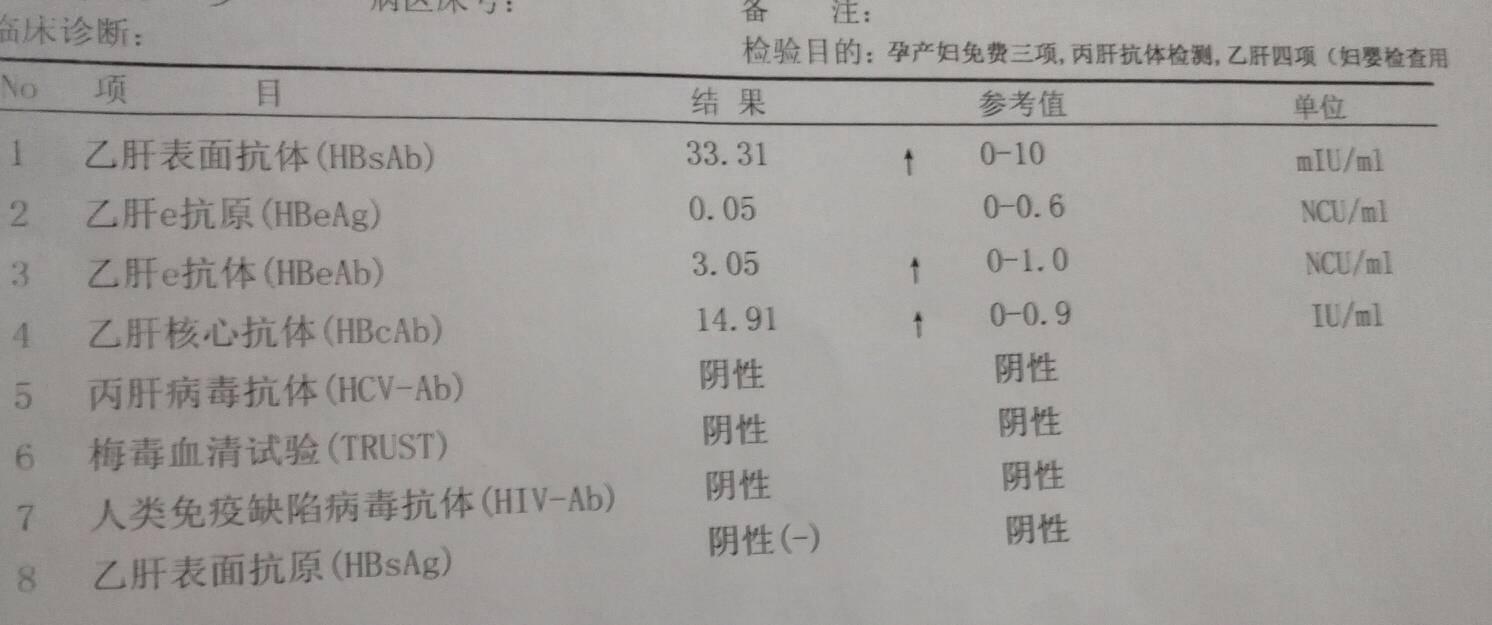 备 注：
临床诊断：
检验目的：孕产妇免费三项,丙肝抗体检测,乙肝四项（妇婴检查用
No 项 目 结 果 参考值 单位
1 乙肝表面抗体(HBsAb) 33.31 ↑ 0-10 mIU/ml
2 乙肝e抗原(HBeAg) 0.05 0-0.6 NCU/ml
3 乙肝e抗体(HBeAb) 3.05 ↑ 0-1.0 NCU/ml
4 乙肝核心抗体(HBcAb) 14.91 ↑ 0-0.9 IU/ml
5 丙肝病毒抗体(HCV-Ab) 阴性 阴性
6 梅毒血清试验(TRUST) 阴性 阴性
7 人类免疫缺陷病毒抗体(HIV-Ab) 阴性 阴性
8 乙肝表面抗原(HBsAg) 阴性(-) 阴性